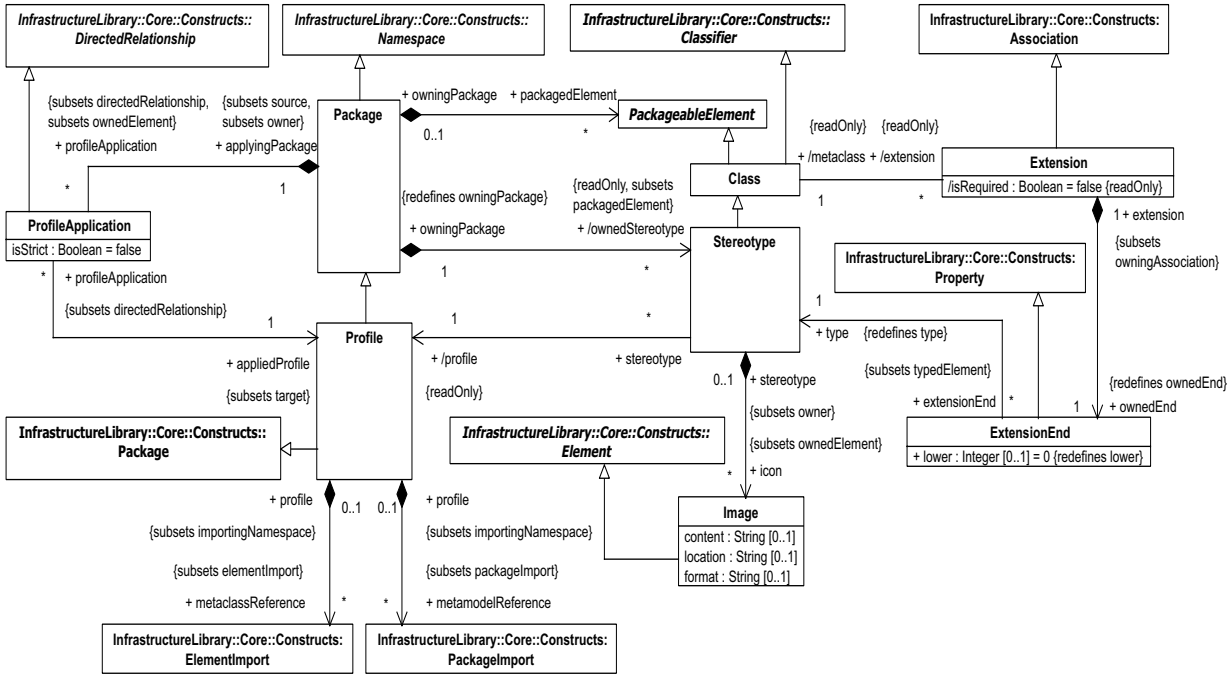 InfrastructureLibrary::Core::Constructs::
DirectedRelationship
InfrastructureLibrary::Core::Constructs::
Namespace
InfrastructureLibrary::Core::Constructs::
Classifier
InfrastructureLibrary::Core::Constructs:
Association
{subsets directedRelationship,
subsets ownedElement}
+ profileApplication
*
{subsets source,
subsets owner}
+ applyingPackage
1
Package
+ owningPackage
0..1
+ packagedElement
*
PackageableElement
Class
{readOnly}
+ /metaclass
1
{readOnly}
+ /extension
*
Extension
/isRequired : Boolean = false {readOnly}
1 + extension
{subsets
owningAssociation}
ProfileApplication
isStrict : Boolean = false
{redefines owningPackage}
+ owningPackage
1
{readOnly, subsets
packagedElement}
+ /ownedStereotype
*
Stereotype
InfrastructureLibrary::Core::Constructs:
Property
*
+ profileApplication
{subsets directedRelationship}
1
+ appliedProfile
{subsets target}
Profile
1
+ /profile
{readOnly}
*
+ stereotype
1
+ type
{redefines type}
{subsets typedElement}
+ extensionEnd
*
{redefines ownedEnd}
1
+ ownedEnd
ExtensionEnd
+ lower : Integer [0..1] = 0 {redefines lower}
0..1
+ stereotype
{subsets owner}
{subsets ownedElement}
*
+ icon
InfrastructureLibrary::Core::Constructs::
Package
InfrastructureLibrary::Core::Constructs::
Element
Image
content : String [0..1]
location : String [0..1]
format : String [0..1]
+ profile
0..1
{subsets importingNamespace}
{subsets elementImport}
+ metaclassReference
*
0..1
+ profile
{subsets importingNamespace}
{subsets packageImport}
*
+ metamodelReference
InfrastructureLibrary::Core::Constructs:
ElementImport
InfrastructureLibrary::Core::Constructs:
PackageImport